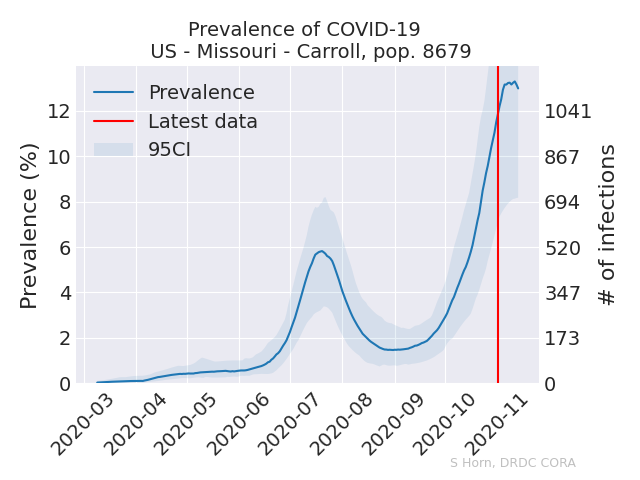 Prevalence of COVID-19
US - Missouri - Carroll, pop. 8679
Prevalence
Latest data
95CI
Prevalence (%)
12
10
8
6
4
2
0
1041
867
694
520
347
173
0
# of infections
2020-03
2020-04
2020-05
2020-06
2020-07
2020-08
2020-09
2020-10
2020-11
S Horn, DRDC CORA